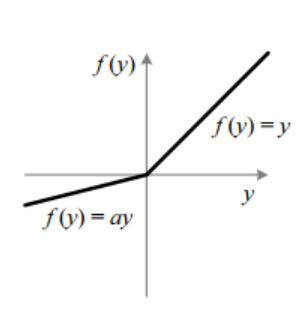 f(y)
f(y) = y
y
f(y) = ay